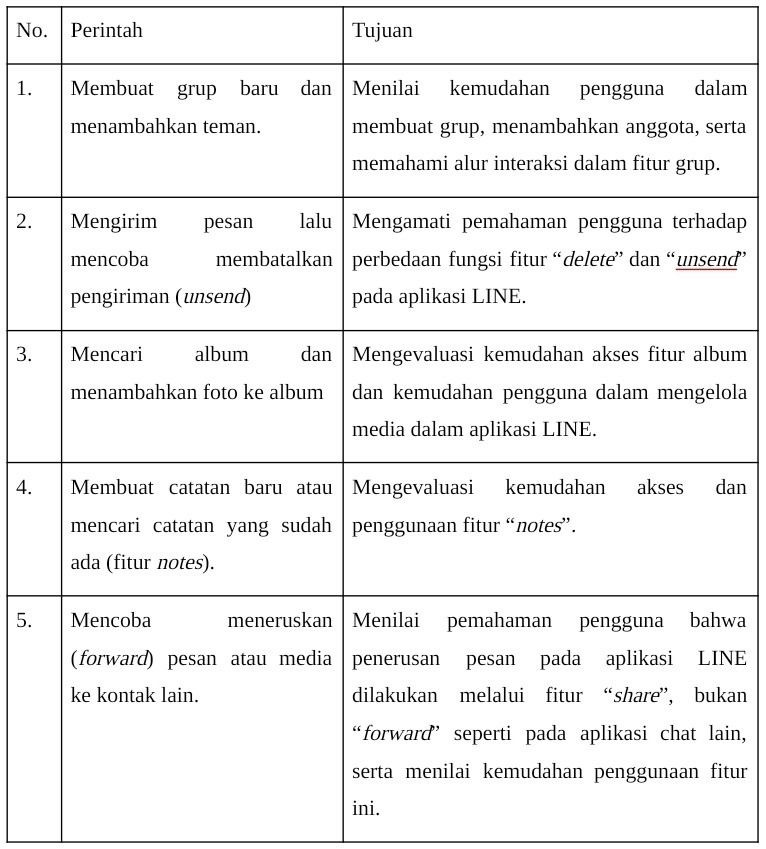 No. Perintah Tujuan
1. Membuat grup baru dan
menambahkan teman.
Menilai kemudahan pengguna dalam
membuat grup, menambahkan anggota, serta
memahami alur interaksi dalam fitur grup.
2. Mengirim pesan lalu
mencoba membatalkan
pengiriman (unsend)
Mengamati pemahaman pengguna terhadap
perbedaan fungsi fitur “delete” dan “unsend”
pada aplikasi LINE.
3. Mencari album dan
menambahkan foto ke album
Mengevaluasi kemudahan akses fitur album
dan kemudahan pengguna dalam mengelola
media dalam aplikasi LINE.
4. Membuat catatan baru atau
mencari catatan yang sudah
ada (fitur notes).
Mengevaluasi kemudahan akses dan
penggunaan fitur “notes”.
5. Mencoba meneruskan
(forward) pesan atau media
ke kontak lain.
Menilai pemahaman pengguna bahwa
penerusan pesan pada aplikasi LINE
dilakukan melalui fitur “share”, bukan
“forward” seperti pada aplikasi chat lain,
serta menilai kemudahan penggunaan fitur
ini.